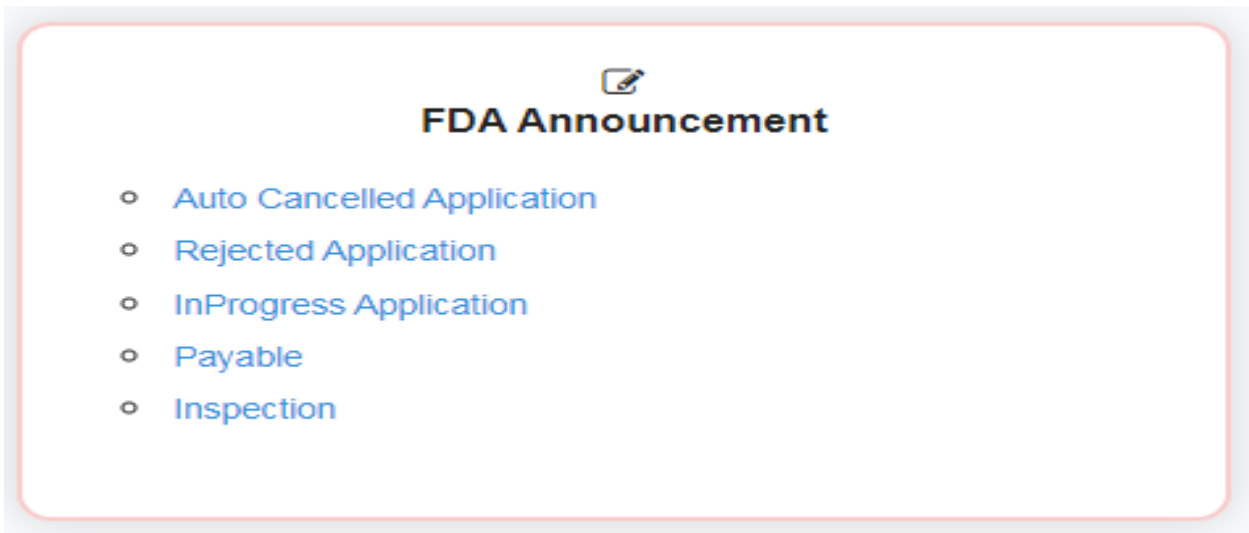 FDA Announcement
Auto Cancelled Application
Rejected Application
InProgress Application
Payable
Inspection